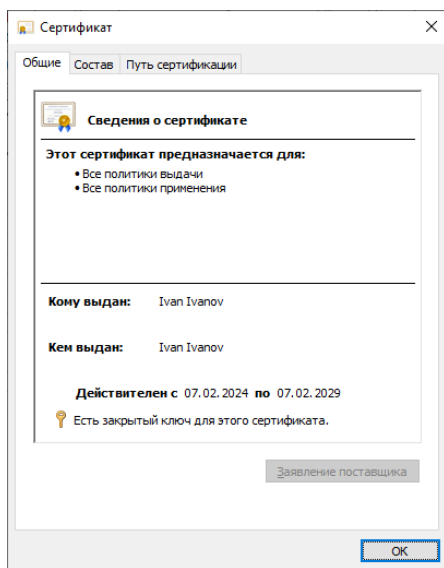 Сертификат
Общие Состав Путь сертификации
Сведения о сертификате
Этот сертификат предназначается для:
• Все политики выдачи
• Все политики применения
Кому выдан: Ivan Ivanov
Кем выдан: Ivan Ivanov
Действителен с 07.02.2024 по 07.02.2029
Есть закрытый ключ для этого сертификата.
Заявление поставщика
OK